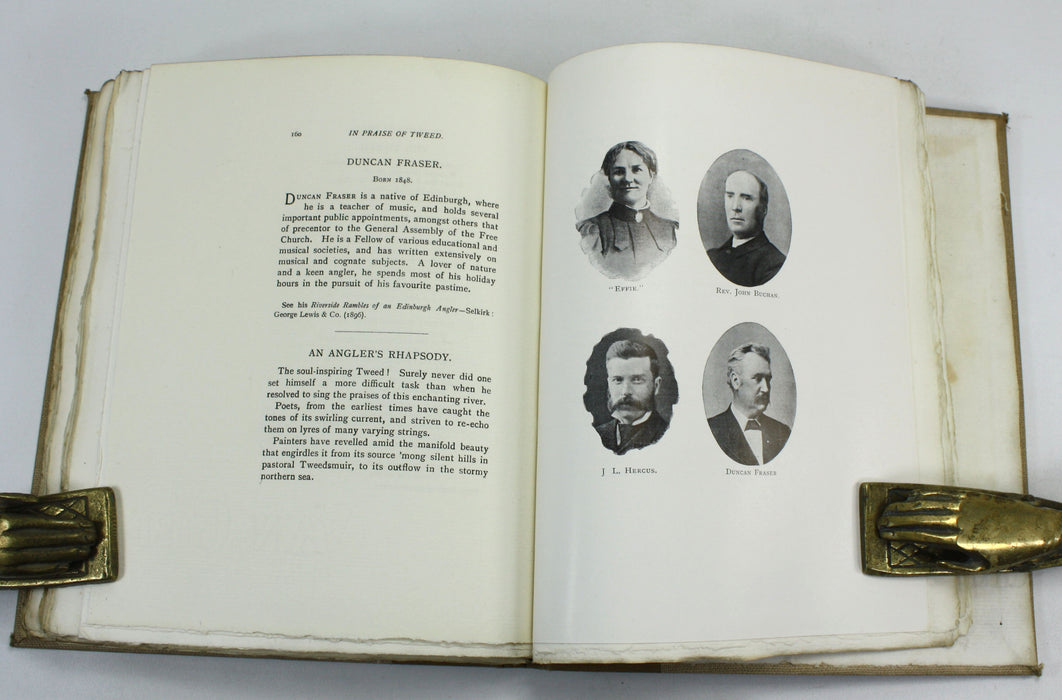 160 IN PRAISE OF TWEED.
DUNCAN FRASER.
BORN 1848.
DUNCAN FRASER is a native of Edinburgh, where
he is a teacher of music, and holds several
important public appointments, amongst others that
of precentor to the General Assembly of the Free
Church. He is a Fellow of various educational and
musical societies, and has written extensively on
musical and cognate subjects. A lover of nature
and a keen angler, he spends most of his holiday
hours in the pursuit of his favourite pastime.
See his Riverside Rambles of an Edinburgh Angler—Selkirk:
George Lewis & Co. (1896).
AN ANGLER'S RHAPSODY.
The soul-inspiring Tweed! Surely never did one
set himself a more difficult task than when he
resolved to sing the praises of this enchanting river.
Poets, from the earliest times have caught the
tones of its swirling current, and striven to re-echo
them on lyres of many varying strings.
Painters have revelled amid the manifold beauty
that engirdles it from its source 'mong silent hills in
pastoral Tweedsmuir, to its outflow in the stormy
northern sea.
"EFFIE."
REV. JOHN BUCHAN.
J L. HERCUS.
DUNCAN FRASER